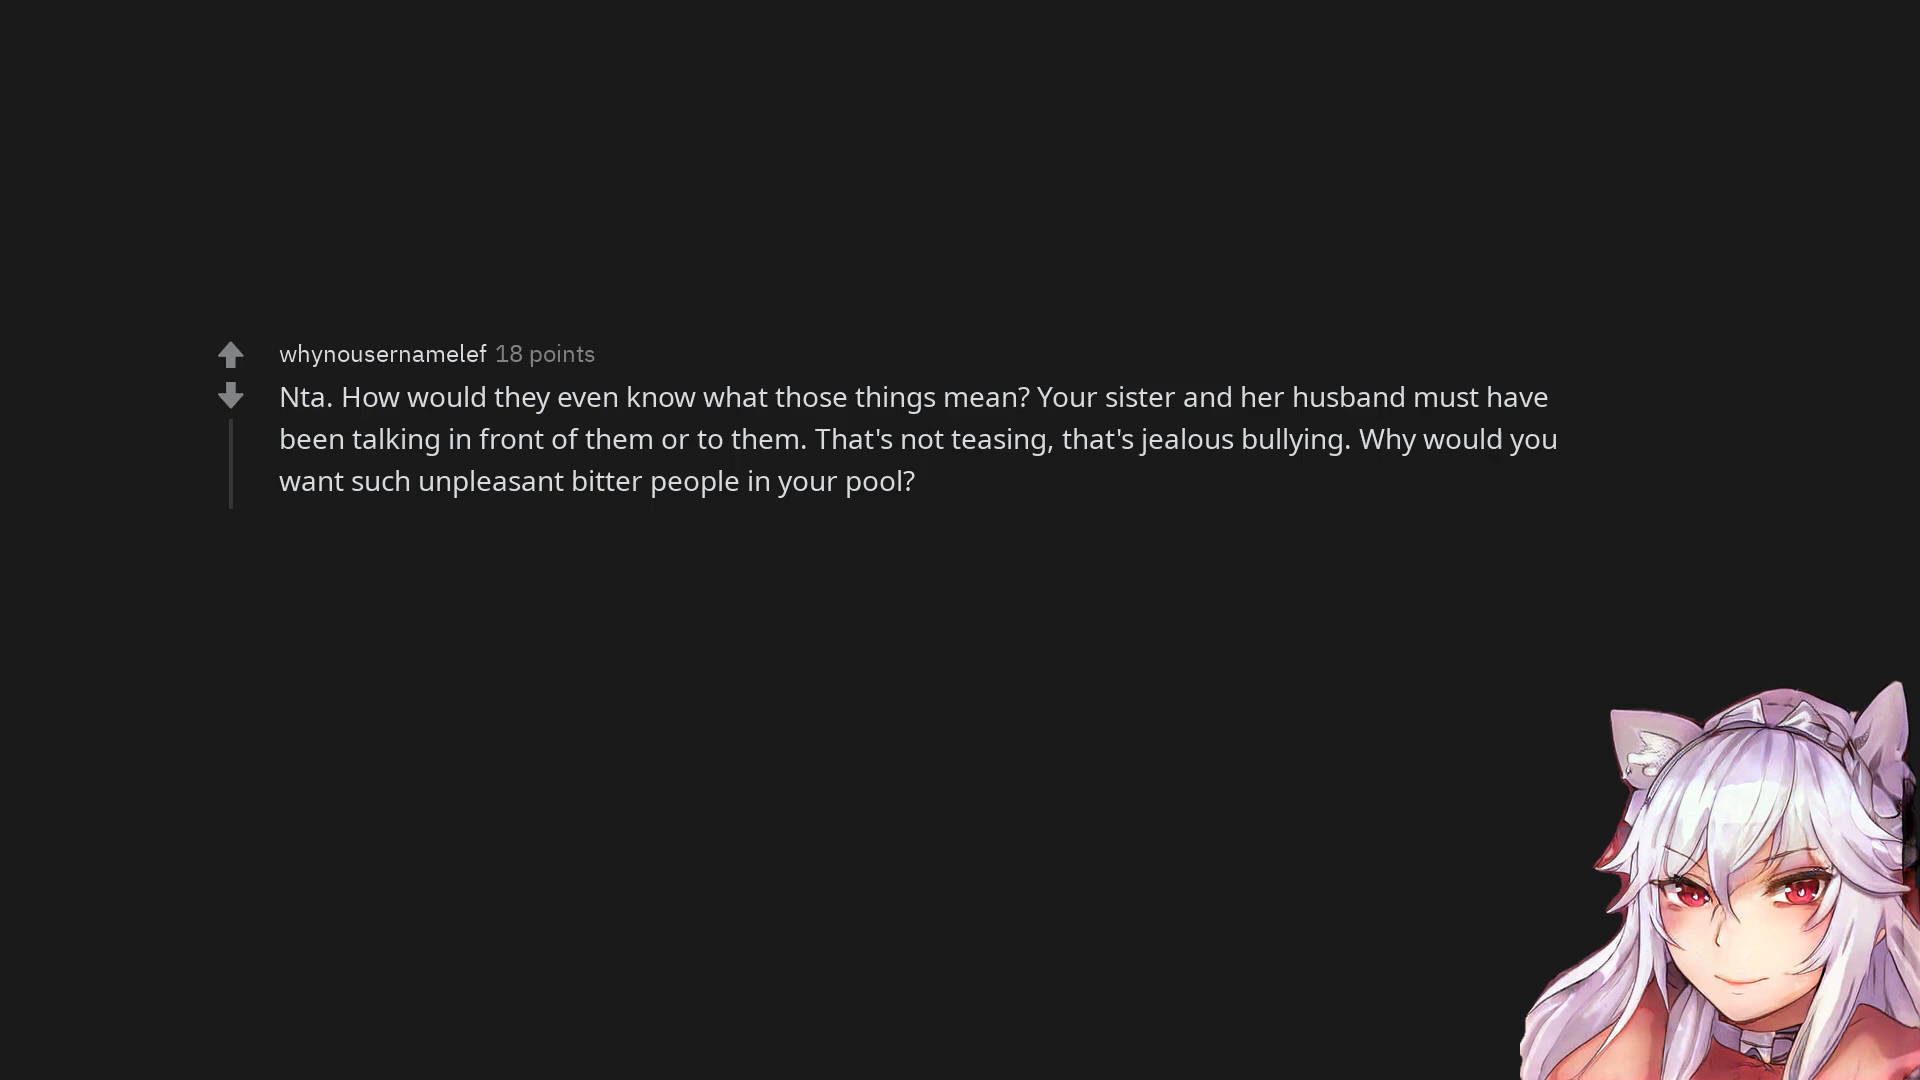 whynousernamelef 18 points
Nta. How would they even know what those things mean? Your sister and her husband must have
been talking in front of them or to them. That's not teasing, that's jealous bullying. Why would you
want such unpleasant bitter people in your pool?